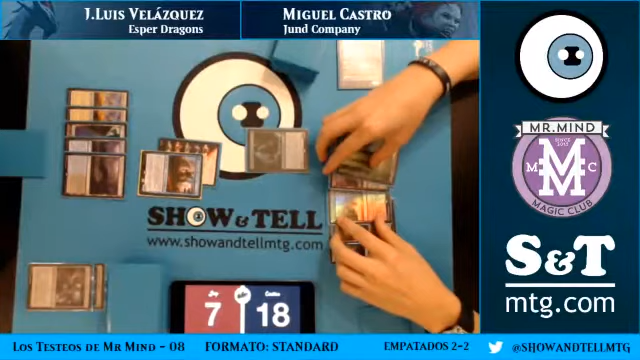 J.LUIS VELÁZQUEZ
Esper Dragons
MIGUEL CASTRO
Jund Company
SHOW & TELL
www.showandtellmtg.com
7
18
MR.MIND
M C
MAGIC CLUB
S&T
mtg.com
LOS TESTEOS DE MR MIND - 08
FORMATO: STANDARD
EMPATADOS 2-2
@SHOWANDTELLMTG